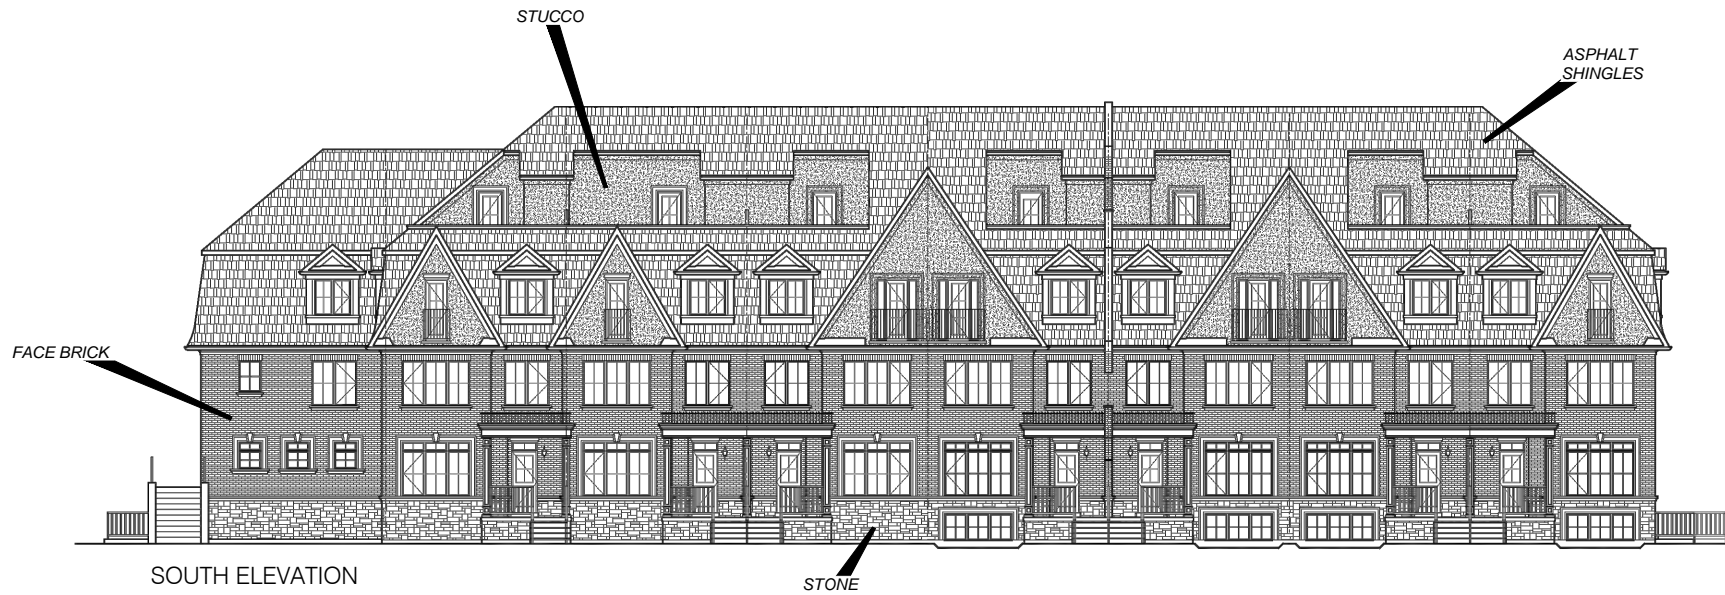 STUCCO
ASPHALT
SHINGLES
FACE BRICK
SOUTH ELEVATION
STONE